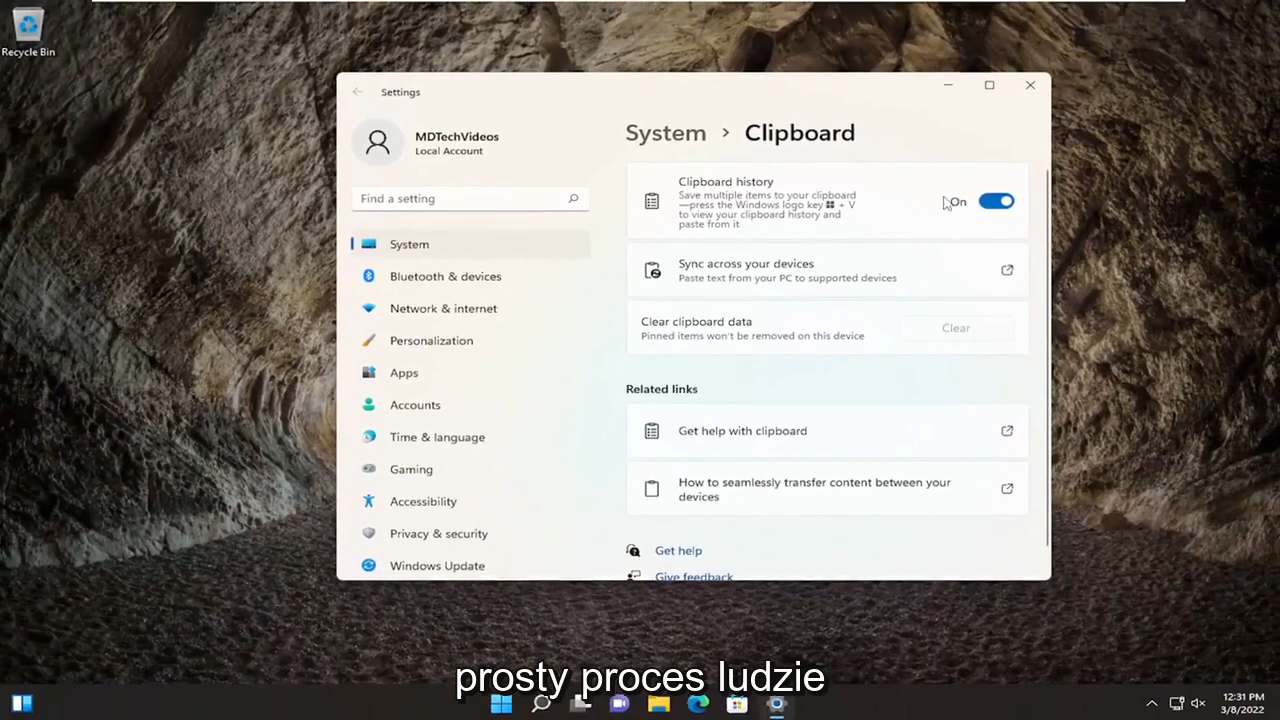 Recycle Bin
Settings
MDTechVideos
Local Account
Find a setting
System
Bluetooth & devices
Network & internet
Personalization
Apps
Accounts
Time & language
Gaming
Accessibility
Privacy & security
Windows Update
System > Clipboard
Clipboard history
Save multiple items to your clipboard
—press the Windows logo key + V
to view your clipboard history and
paste from it
On
Sync across your devices
Paste text from your PC to supported devices
Clear clipboard data
Pinned items won't be removed on this device
Clear
Related links
Get help with clipboard
How to seamlessly transfer content between your
devices
Get help
Give feedback
prosty proces ludzie
12:31 PM
3/8/2022